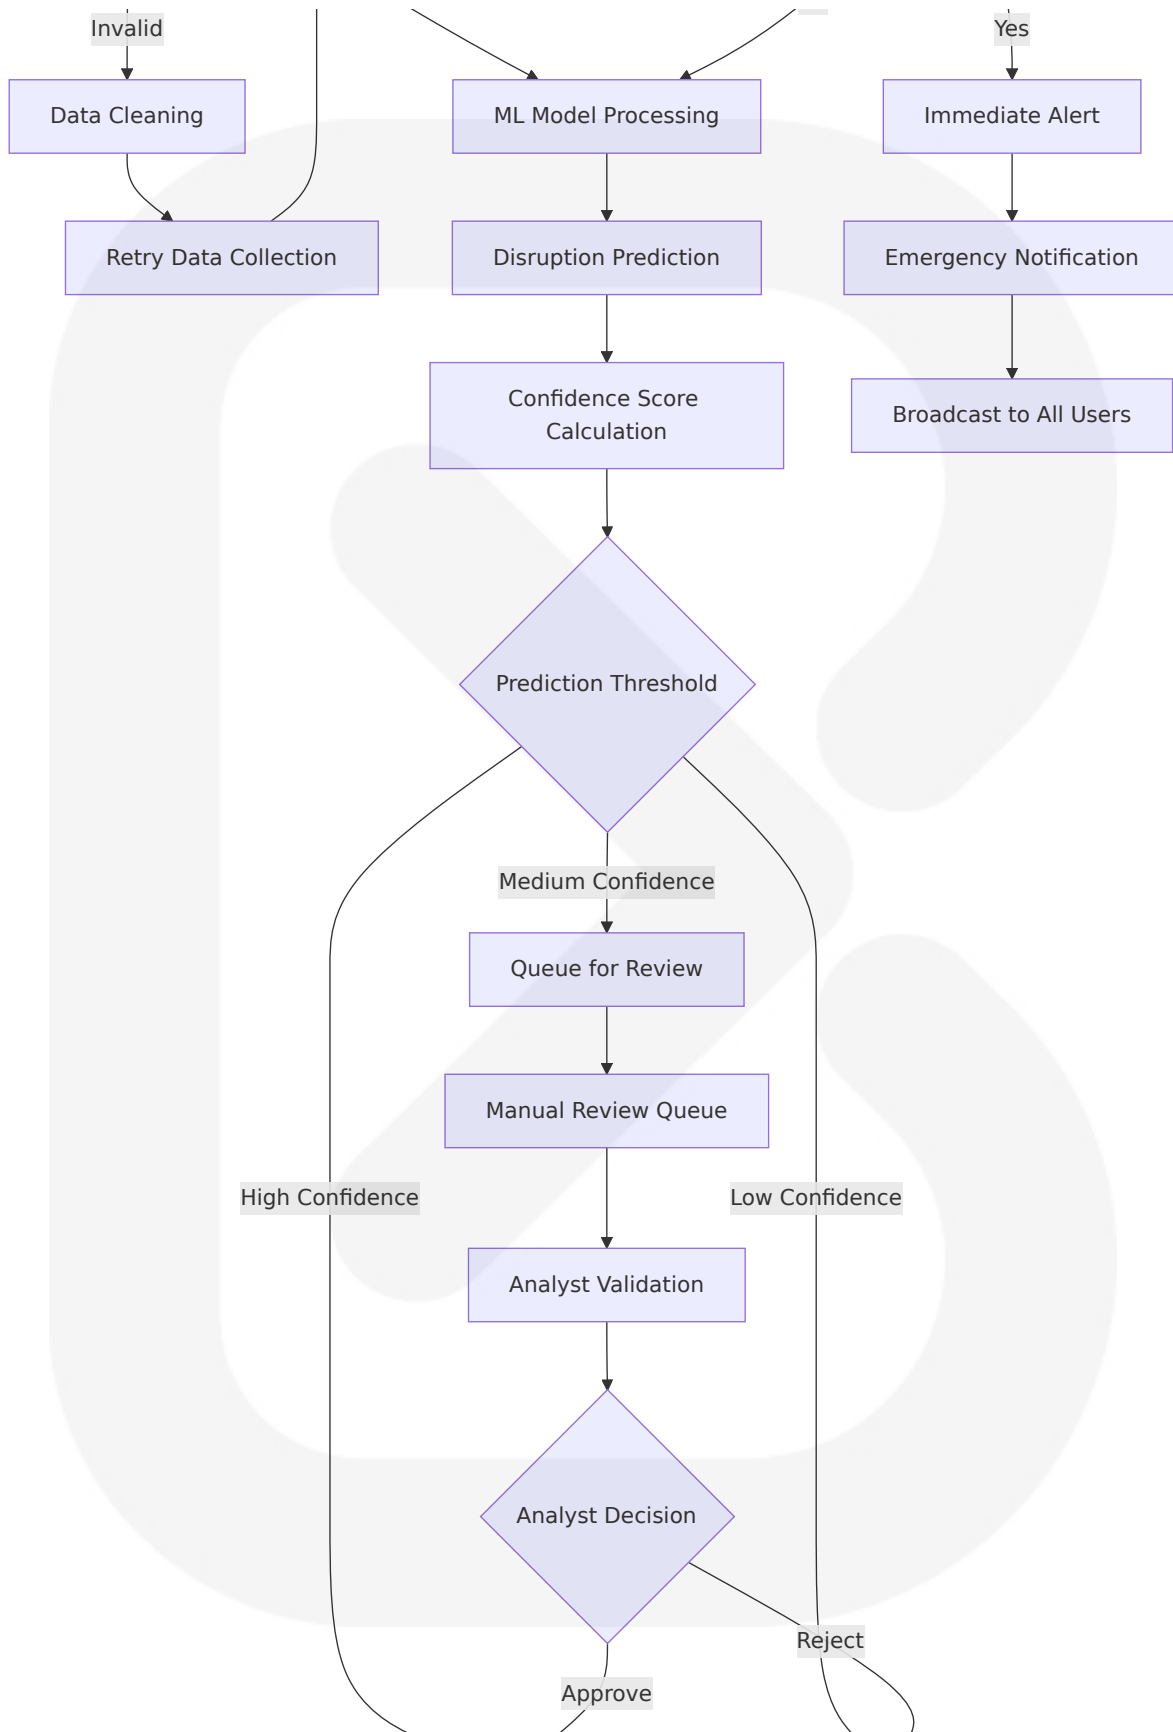 Invalid
Yes
Data Cleaning
ML Model Processing
Immediate Alert
Retry Data Collection
Disruption Prediction
Emergency Notification
Confidence Score
Calculation
Broadcast to All Users
Prediction Threshold
Medium Confidence
Queue for Review
Manual Review Queue
High Confidence
Low Confidence
Analyst Validation
Analyst Decision
Reject
Approve